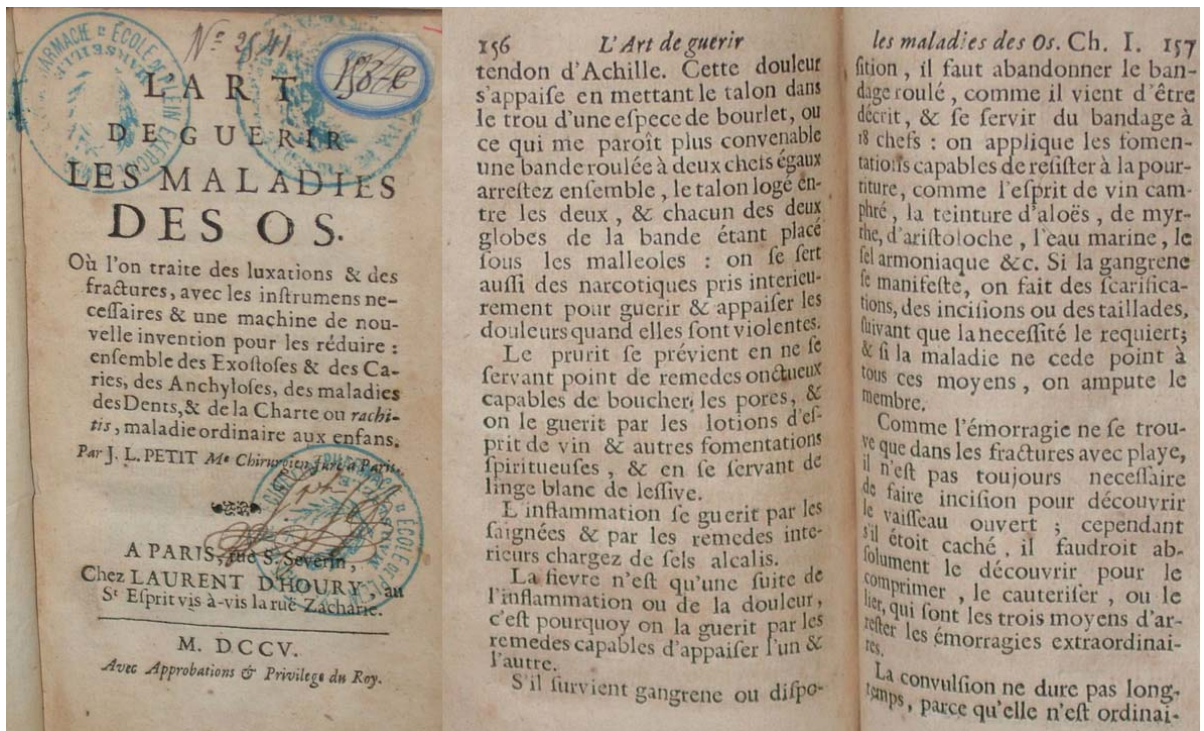 Nº 2541
L'ART
DE GUERIR
LES MALADIES
DES OS.
Où l'on traite des luxations & des
fractures, avec les inſtrumens ne-
ceſſaires & une machine de nou-
velle invention pour les réduire :
enſemble des Exoſtoſes & des Ca-
ries, des Anchyloſes, des maladies
des Dents, & de la Charte ou rachi-
tis, maladie ordinaire aux enfans.
Par J. L. PETIT Me Chirurgien Juré a Paris.
A PARIS, ruë S. Severin,
Chez LAURENT D'HOURY, au
St Eſprit vis à-vis la ruë Zacharie.
M. DCCV.
Avec Approbations & Privilege du Roy.
ÉCOLE DE PLEIN EXERCICE
MARSEILLE
156 L'Art de guerir
tendon d'Achille. Cette douleur
s'appaiſe en mettant le talon dans
le trou d'une eſpece de bourlet, ou
ce qui me paroît plus convenable
une bande roulée à deux chefs égaux
arreſtez enſemble, le talon logé en-
tre les deux, & chacun des deux
globes de la bande étant placé
ſous les malleoles : on ſe ſert
auſſi des narcotiques pris interieu-
rement pour guerir & appaiſer les
douleurs quand elles ſont violentes.
Le prurit ſe prévient en ne ſe
ſervant point de remedes onctueux
capables de boucher les pores, &
on le guerit par les lotions d'eſ-
prit de vin & autres fomentations
ſpiritueuſes, & en ſe ſervant de
linge blanc de leſſive.
L'inflammation ſe guerit par les
ſaignées & par les remedes inte-
rieurs chargez de ſels alcalis.
La fievre n'eſt qu'une ſuite de
l'inflammation ou de la douleur,
c'eſt pourquoy on la guerit par les
remedes capables d'appaiſer l'un &
l'autre.
S'il ſurvient gangrene ou diſpo-
les maladies des Os. Ch. I. 157
ſition, il faut abandonner le ban-
dage roulé, comme il vient d'être
décrit, & ſe ſervir du bandage à
18 chefs : on applique les fomen-
tations capables de reſiſter à la pour-
riture, comme l'eſprit de vin cam-
phré, la teinture d'aloës, de myr-
rhe, d'ariſtoloche, l'eau marine, le
ſel armoniaque &c. Si la gangrene
ſe manifeſte, on fait des ſcarifica-
tions, des inciſions ou des taillades,
ſuivant que la neceſſité le requiert;
& ſi la maladie ne cede point à
tous ces moyens, on ampute le
membre.
Comme l'émorragie ne ſe trou-
ve que dans les fractures avec playe,
il n'eſt pas toujours neceſſaire
de faire inciſion pour découvrir
le vaiſſeau ouvert ; cependant
s'il étoit caché, il faudroit ab-
ſolument le découvrir pour le
comprimer, le cauteriſer, ou le
lier, qui ſont les trois moyens d'ar-
reſter les émorragies extraordinai-
res.
La convulſion ne dure pas long-
temps, parce qu'elle n'eſt ordinai-